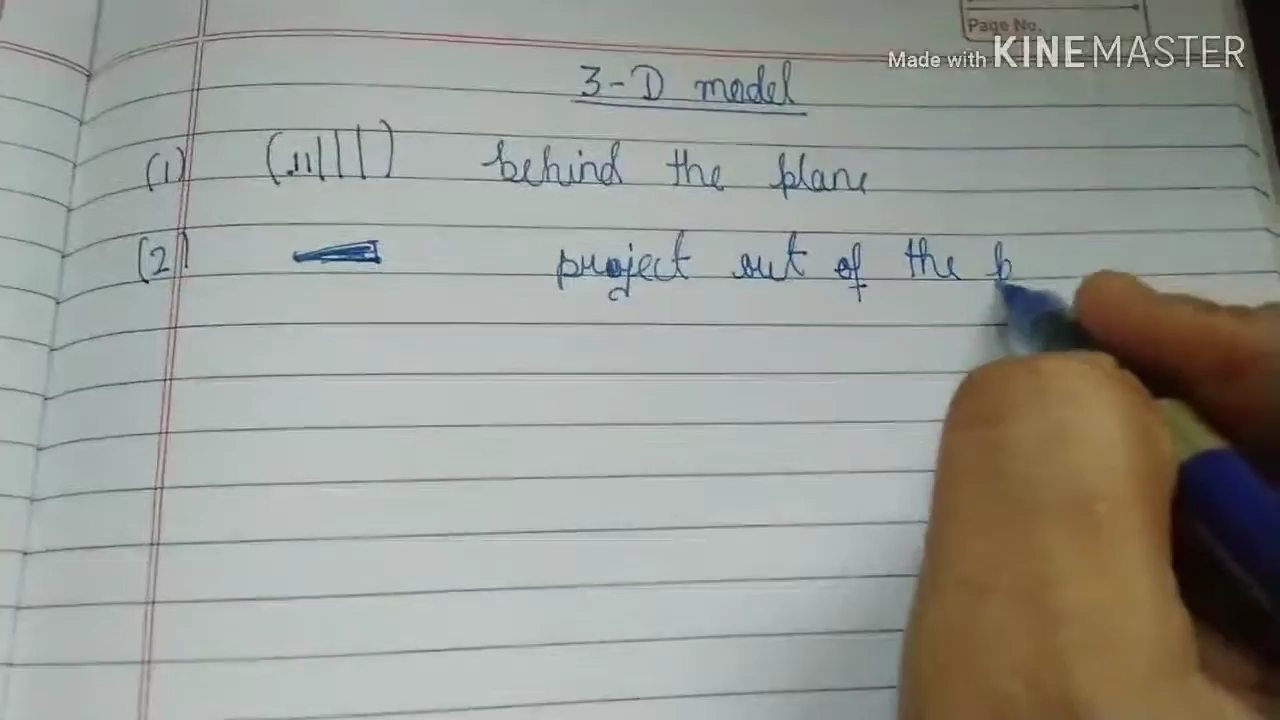 Page No.
Made with KINEMASTER
3-D model
(1) behind the plane
(2) project out of the p